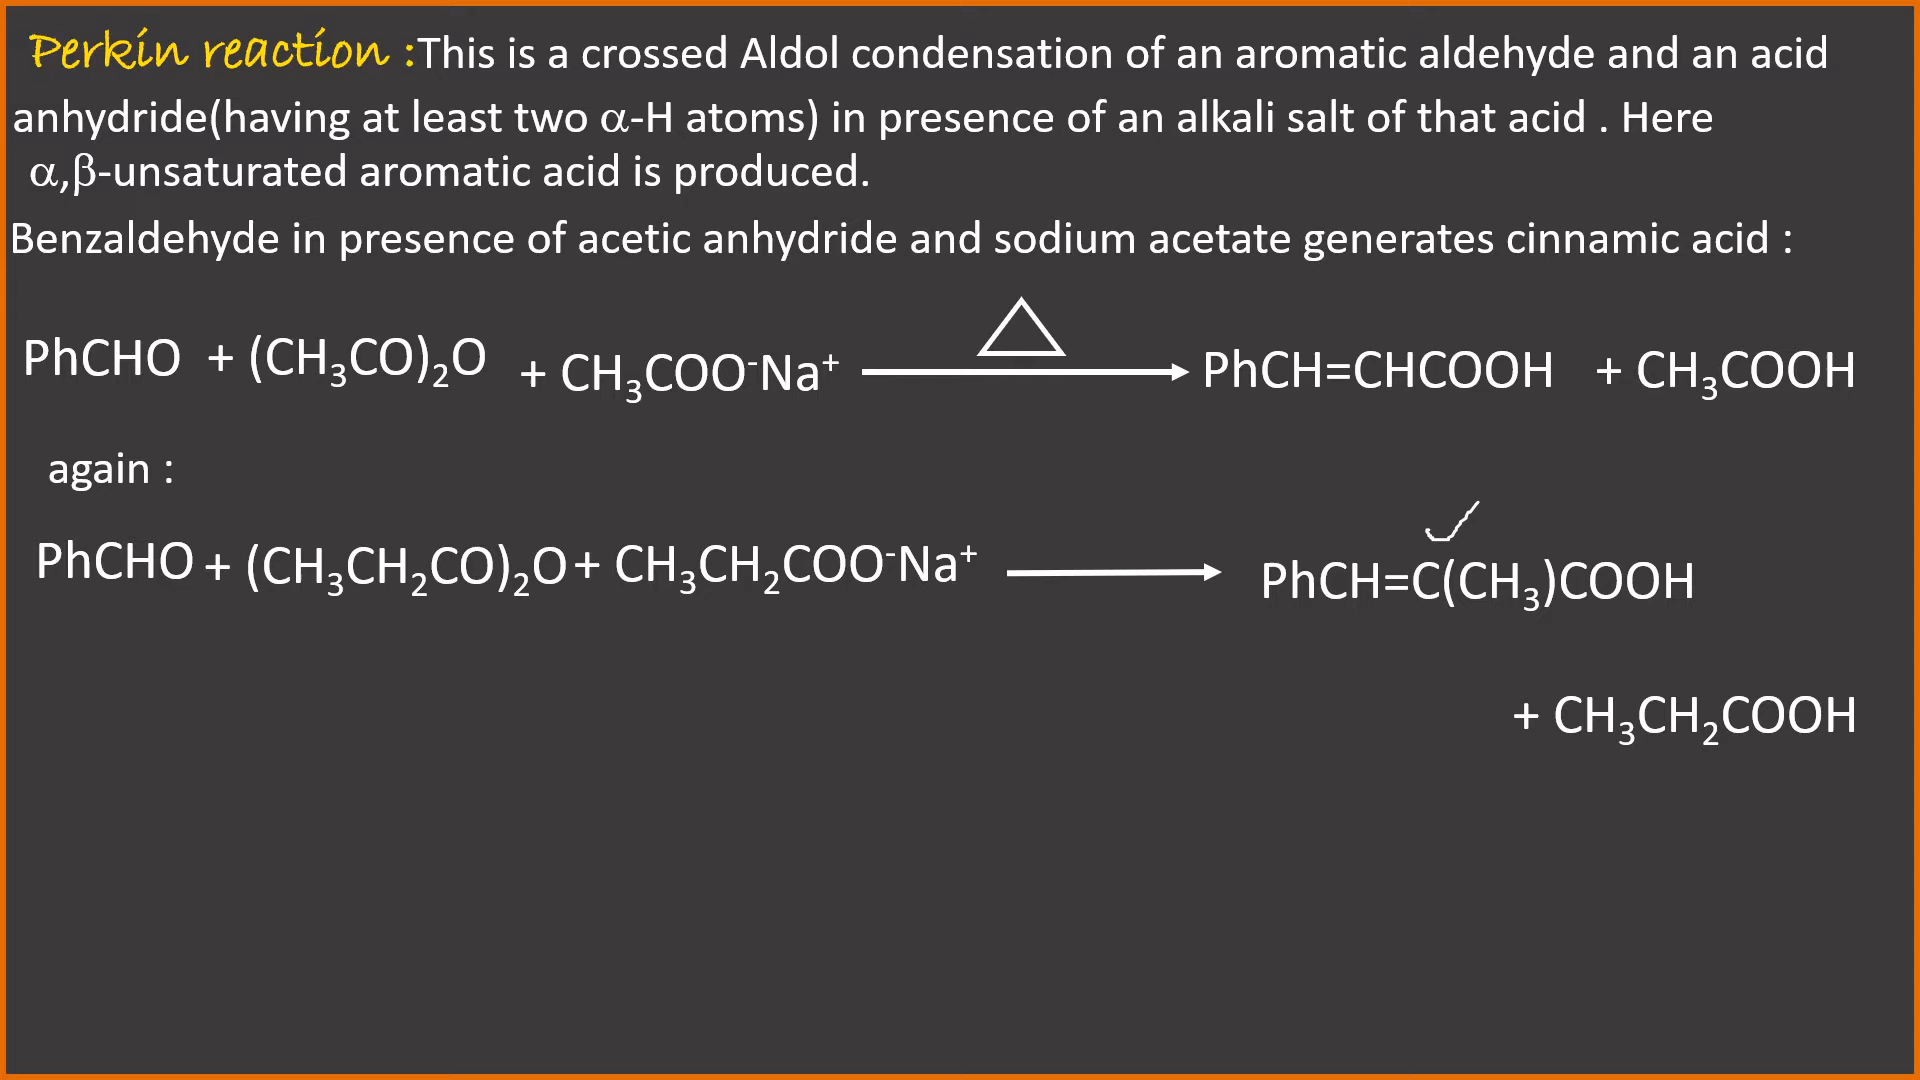 Perkin reaction :This is a crossed Aldol condensation of an aromatic aldehyde and an acid
anhydride(having at least two α-H atoms) in presence of an alkali salt of that acid . Here
α,β-unsaturated aromatic acid is produced.
Benzaldehyde in presence of acetic anhydride and sodium acetate generates cinnamic acid :
PhCHO + (CH₃CO)₂O + CH₃COO⁻Na⁺ → PhCH=CHCOOH + CH₃COOH
again :
PhCHO + (CH₃CH₂CO)₂O + CH₃CH₂COO⁻Na⁺ → PhCH=C(CH₃)COOH
+ CH₃CH₂COOH